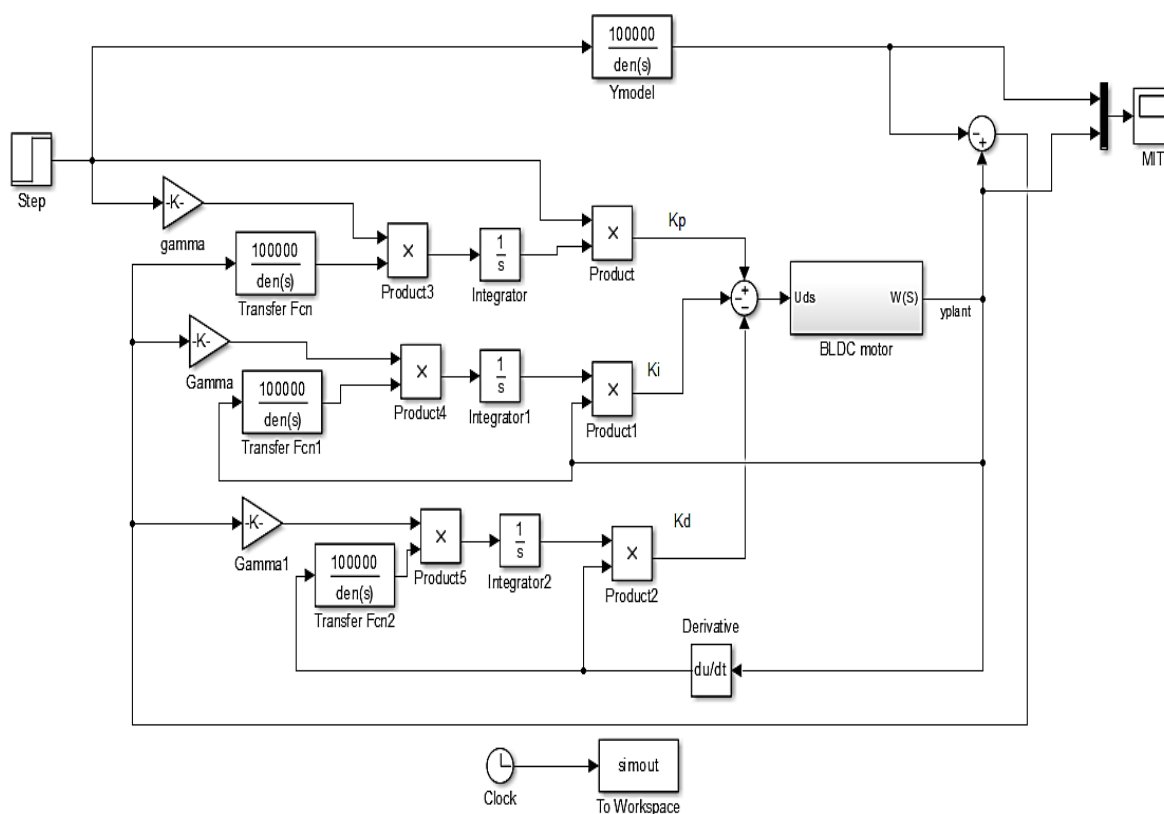 100000
den(s)
Ymodel
Step
-K-
gamma
100000
den(s)
Transfer Fcn
×
Product3
1
s
Integrator
×
Product
Kp
-
+
MIT
-
+
-
Uds
W(S)
BLDC motor
yplant
-K-
Gamma
100000
den(s)
Transfer Fcn1
×
Product4
1
s
Integrator1
×
Product1
Ki
-K-
Gamma1
100000
den(s)
Transfer Fcn2
×
Product5
1
s
Integrator2
×
Product2
Kd
Derivative
du/dt
Clock
simout
To Workspace